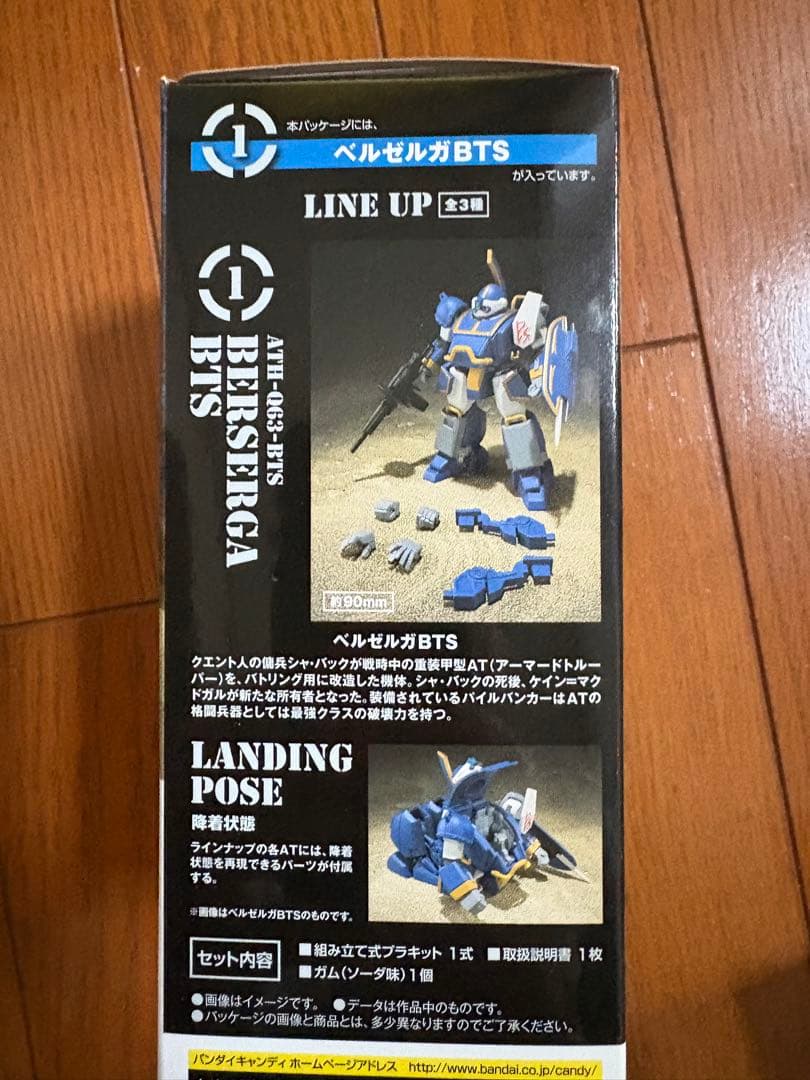 1
本パッケージには、
ベルゼルガBTS
が入っています。
LINE UP 全3種
1
ATH-Q63-BTS
BERSERGA
BTS
約90mm
ベルゼルガBTS
クエント人の傭兵シャ・バックが戦時中の重装甲型AT(アーマードトルー
パー)を、バトリング用に改造した機体。シャ・バックの死後、ケイン=マク
ドガルが新たな所有者となった。装備されているパイルバンカーはATの
格闘兵器としては最強クラスの破壊力を持つ。
LANDING
POSE
降着状態
ラインナップの各ATには、降着
状態を再現できるパーツが付属
する。
※画像はベルゼルガBTSのものです。
セット内容
■組み立て式プラキット 1式 ■取扱説明書 1枚
■ガム(ソーダ味)1個
●画像はイメージです。 ●データは作品中のものです。
●パッケージの画像と商品とは、多少異なりますのでご了承ください。
バンダイキャンディ ホームページアドレス http://www.bandai.co.jp/candy/